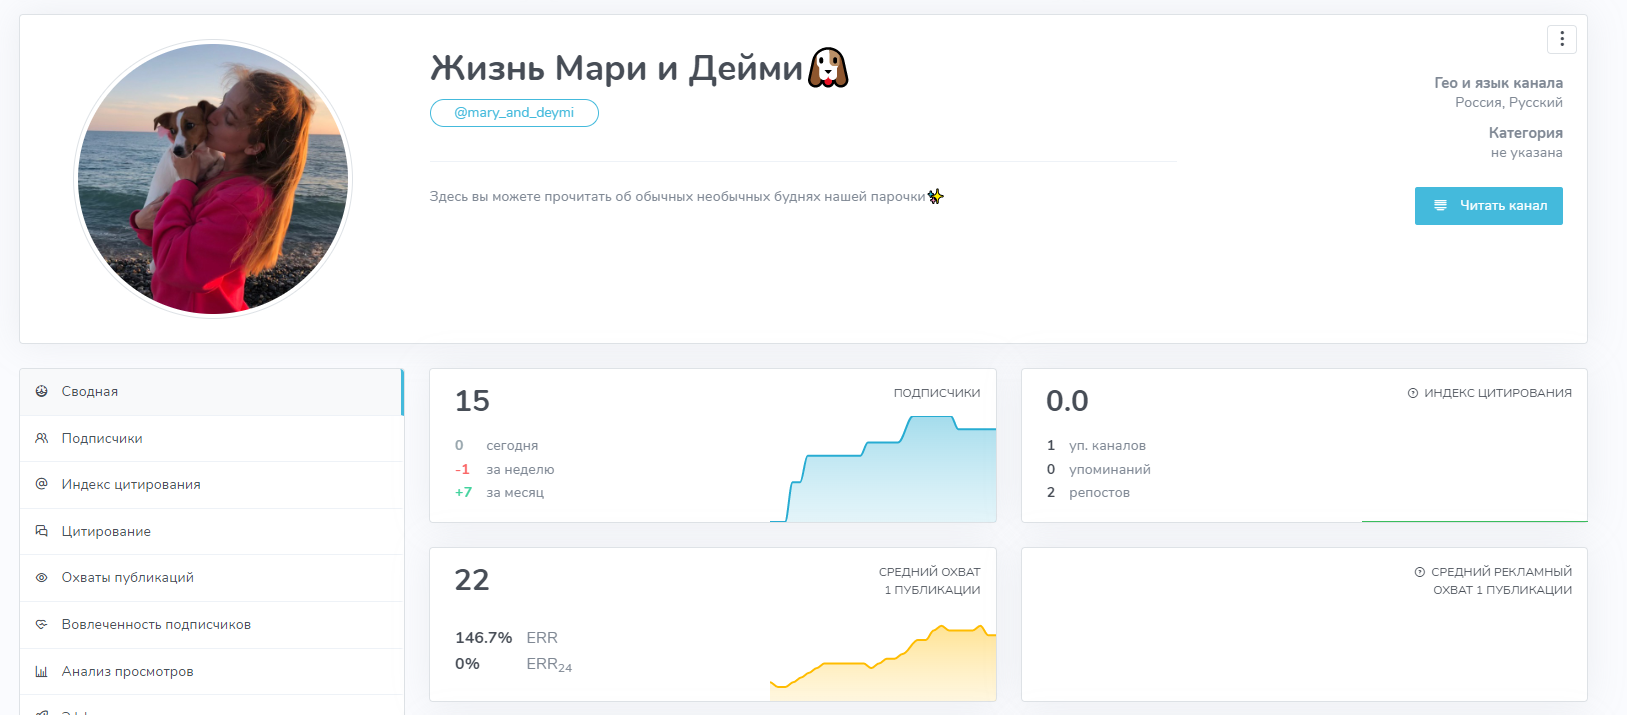 Жизнь Мари и Дейми
@mary_and_deymi
Здесь вы можете прочитать об обычных необычных буднях нашей парочки
Гео и язык канала
Россия, Русский
Категория
не указана
Читать канал
Сводная
Подписчики
Индекс цитирования
Цитирование
Охваты публикаций
Вовлеченность подписчиков
Анализ просмотров
15
ПОДПИСЧИКИ
0 сегодня
-1 за неделю
+7 за месяц
0.0
ИНДЕКС ЦИТИРОВАНИЯ
1 уп. каналов
0 упоминаний
2 репостов
22
СРЕДНИЙ ОХВАТ
1 ПУБЛИКАЦИИ
146.7% ERR
0% ERR24
СРЕДНИЙ РЕКЛАМНЫЙ
ОХВАТ 1 ПУБЛИКАЦИИ